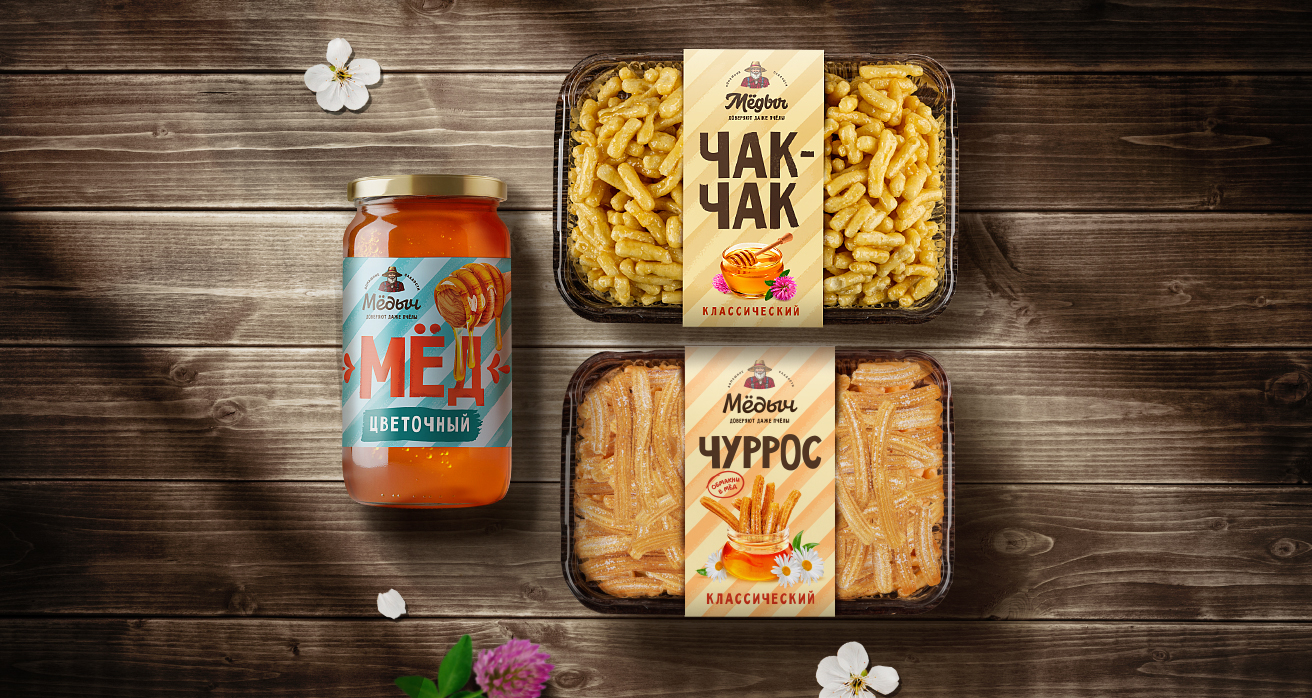 Мёдыч
ДОВЕРЯЮТ ДАЖЕ ПЧЁЛЫ
МЁД
ЦВЕТОЧНЫЙ
Мёдыч
ДОВЕРЯЮТ ДАЖЕ ПЧЁЛЫ
ЧАК-
ЧАК
КЛАССИЧЕСКИЙ
Мёдыч
ДОВЕРЯЮТ ДАЖЕ ПЧЁЛЫ
ЧУРРОС
ОБМАКНИ
В МЁД
КЛАССИЧЕСКИЙ